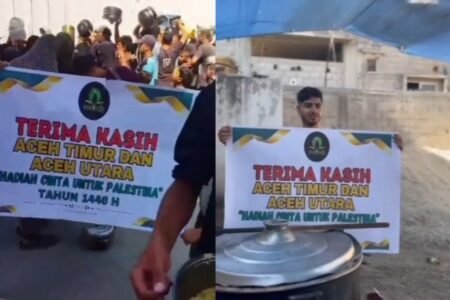 TERIMA KASIH
ACEH TIMUR DAN
ACEH UTARA
"HADIAH CINTA UNTUK PALESTINA"
TAHUN 1446 H
TERIMA KASIH
ACEH TIMUR DAN
ACEH UTARA
"HADIAH CINTA UNTUK PALESTINA"